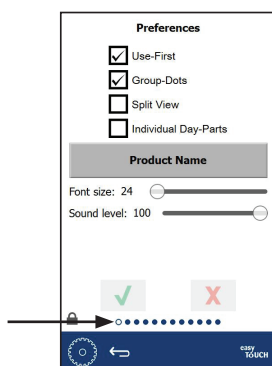 Preferences
Use-First
Group-Dots
Split View
Individual Day-Parts
Product Name
Font size: 24
Sound level: 100
easy
TÖUCH